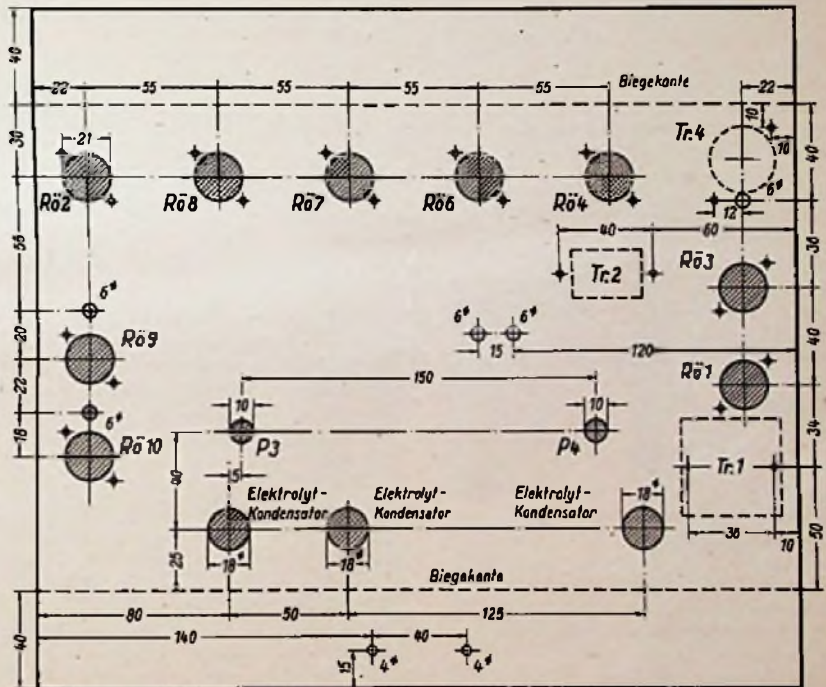 40
22
55
55
55
55
Biegekante
22
30
21
10
Tr.4
10
40
Rö2
Rö8
Rö7
Rö6
Rö4
6⌀
12
56
40
60
36
Tr.2
Rö3
6⌀
6⌀
6⌀
20
Rö9
15
120
40
22
150
Rö1
10
10
6⌀
P3
P4
18
Rö10
34
40
5
Tr.1
Elektrolyt-
Kondensator
Elektrolyt-
Kondensator
Elektrolyt-
Kondensator
18⌀
36
10
25
18⌀
18⌀
50
Biegekante
80
50
125
140
40
40
15
4⌀
4⌀